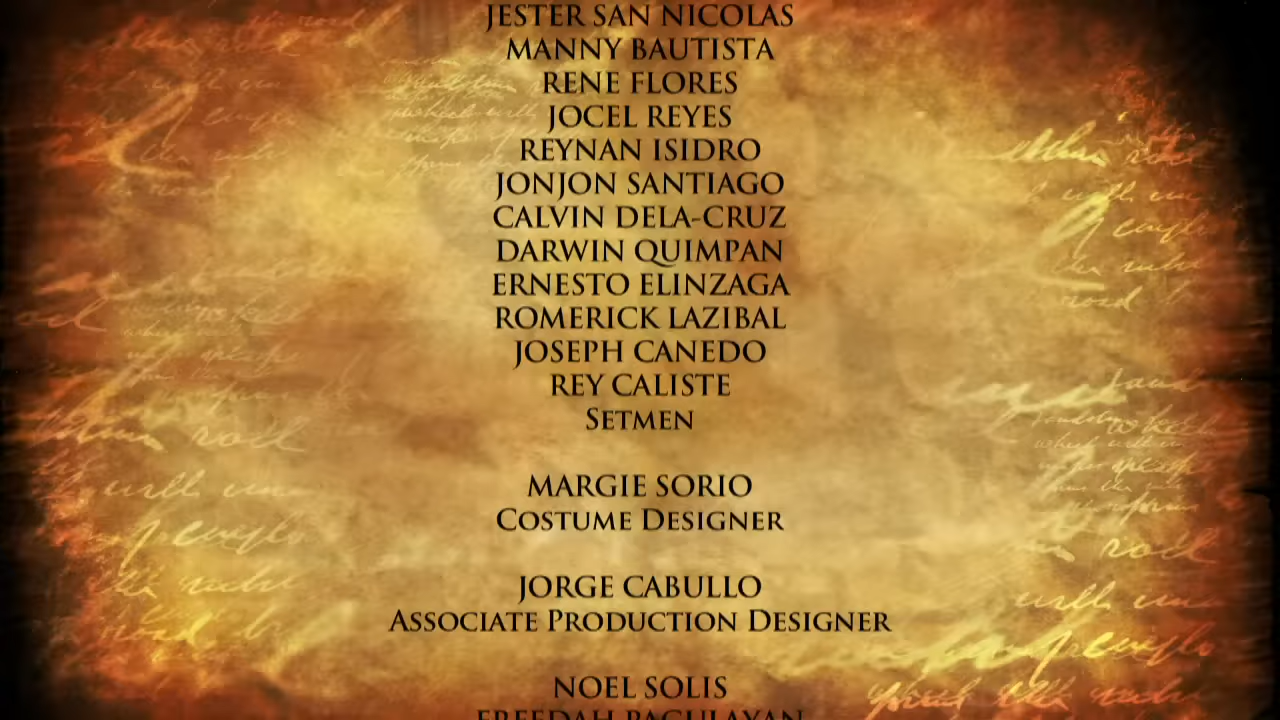 JESTER SAN NICOLAS
MANNY BAUTISTA
RENE FLORES
JOCEL REYES
REYNAN ISIDRO
JONJON SANTIAGO
CALVIN DELA-CRUZ
DARWIN QUIMPAN
ERNESTO ELINZAGA
ROMERICK LAZIBAL
JOSEPH CANEDO
REY CALISTE
SETMEN
MARGIE SORIO
COSTUME DESIGNER
JORGE CABULLO
ASSOCIATE PRODUCTION DESIGNER
NOEL SOLIS
FREEDAH PAGULAYAN